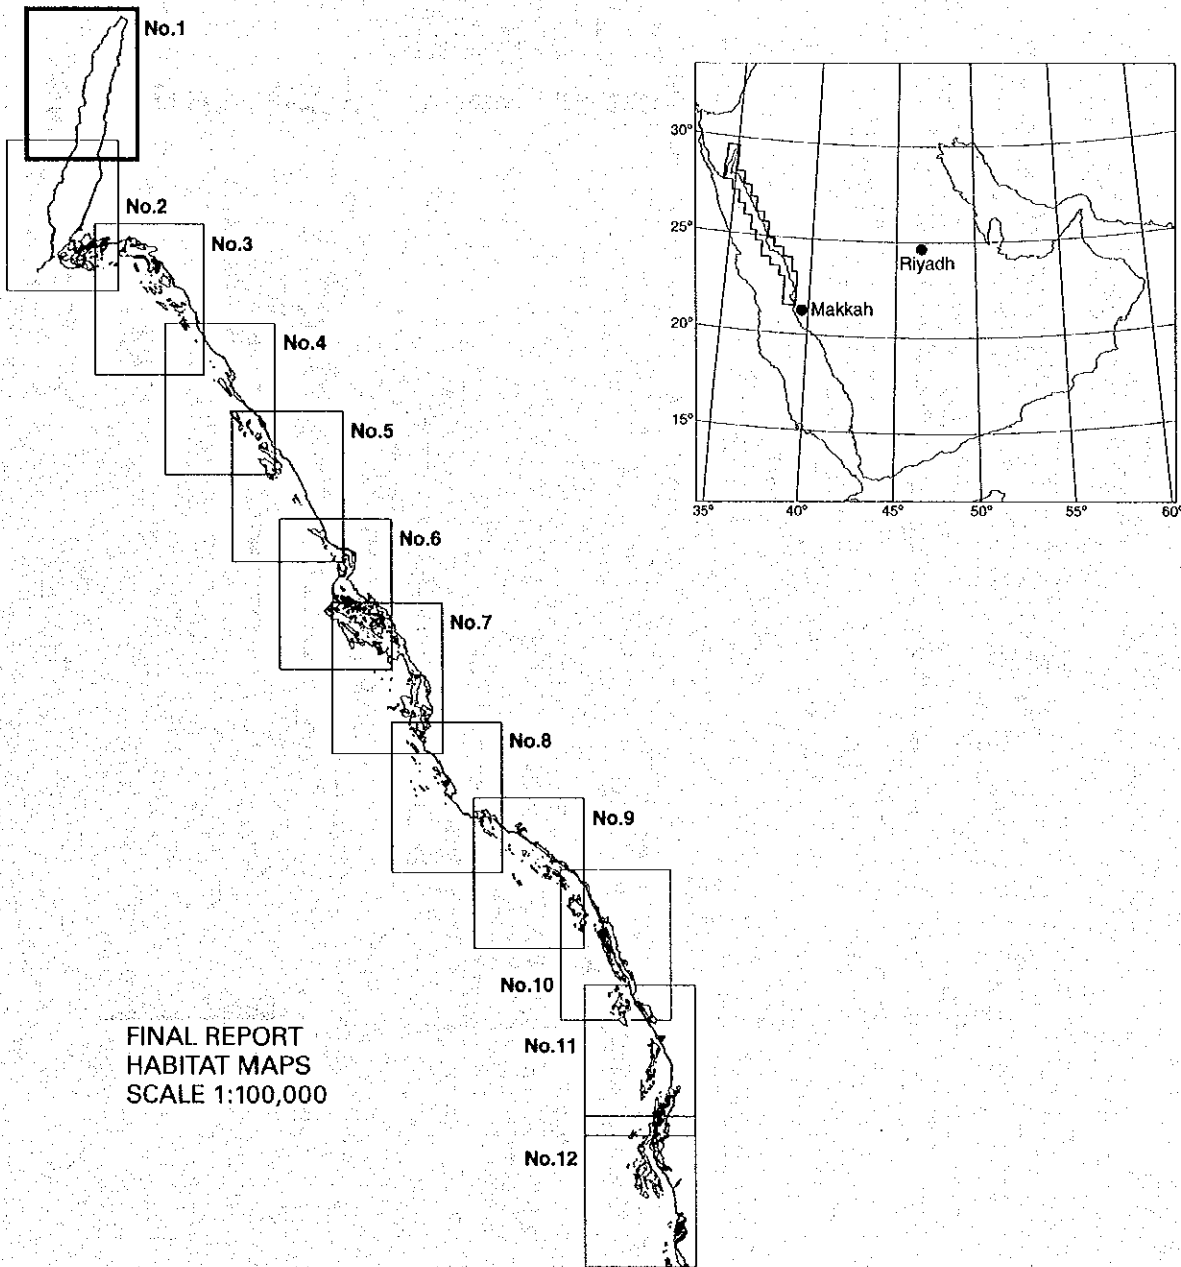 No.1
No.2
No.3
No.4
No.5
No.6
No.7
No.8
No.9
No.10
No.11
No.12
30°
25°
20°
15°
35°
40°
45°
50°
55°
60°
Riyadh
Makkah
FINAL REPORT
HABITAT MAPS
SCALE 1:100,000